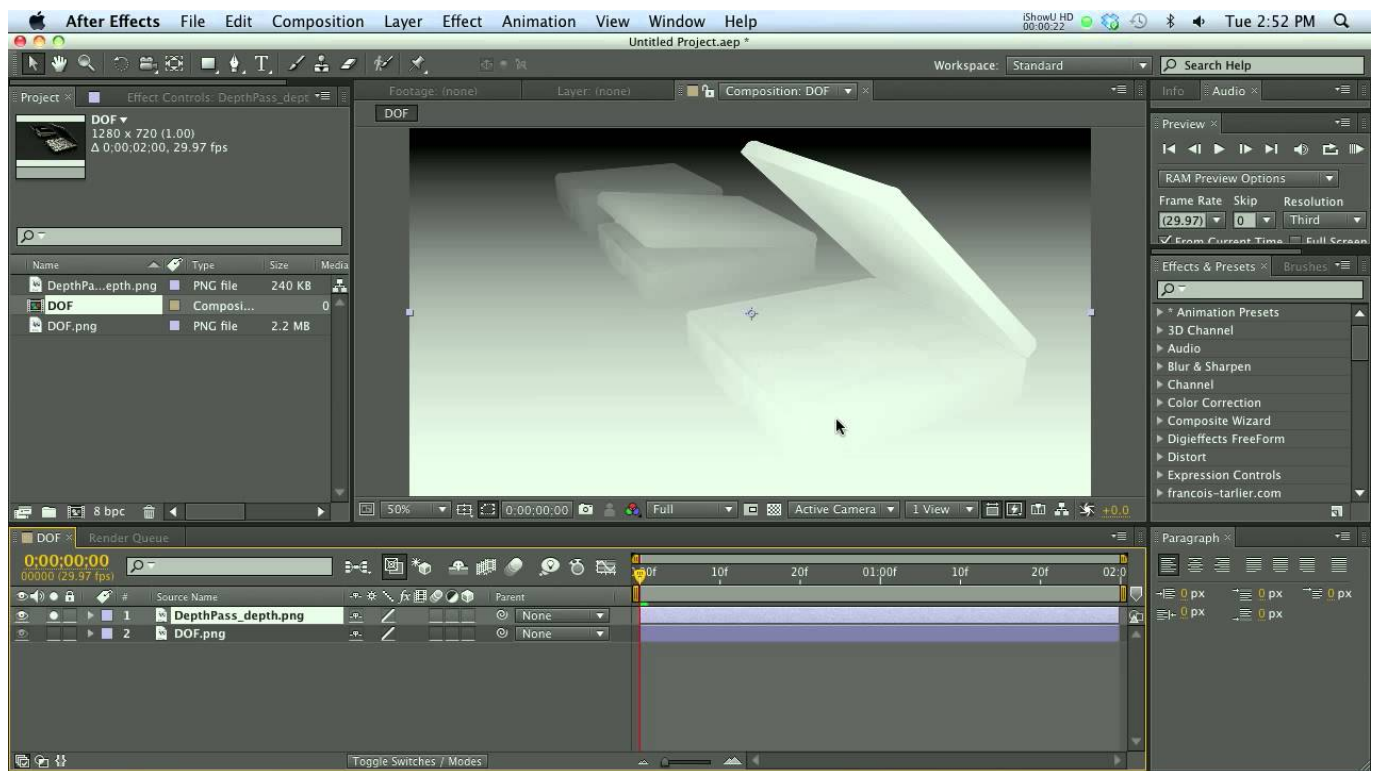 After Effects File Edit Composition Layer Effect Animation View Window Help iShowU HD 00:00:22 Tue 2:52 PM
Untitled Project.aep *
Workspace: Standard Search Help
Project Effect Controls: DepthPass_dept Footage: (none) Layer: (none) Composition: DOF Info Audio
DOF
1280 x 720 (1.00)
Δ 0;00;02;00, 29.97 fps
DOF
Preview
RAM Preview Options
Frame Rate Skip Resolution
(29.97) 0 Third
From Current Time Full Screen
Name Type Size Media
DepthPa...epth.png PNG file 240 KB
DOF Composi... 0
DOF.png PNG file 2.2 MB
Effects & Presets Brushes
* Animation Presets
3D Channel
Audio
Blur & Sharpen
Channel
Color Correction
Composite Wizard
Digieffects FreeForm
Distort
Expression Controls
francois-tarlier.com
8 bpc 50% 0;00;00;00 Full Active Camera 1 View +0.0
DOF Render Queue
0;00;00;00
00000 (29.97 fps)
10f 20f 01:00f 10f 20f 02:0
# Source Name Parent
1 DepthPass_depth.png None
2 DOF.png None
Toggle Switches / Modes
Paragraph
0 px 0 px 0 px
0 px 0 px